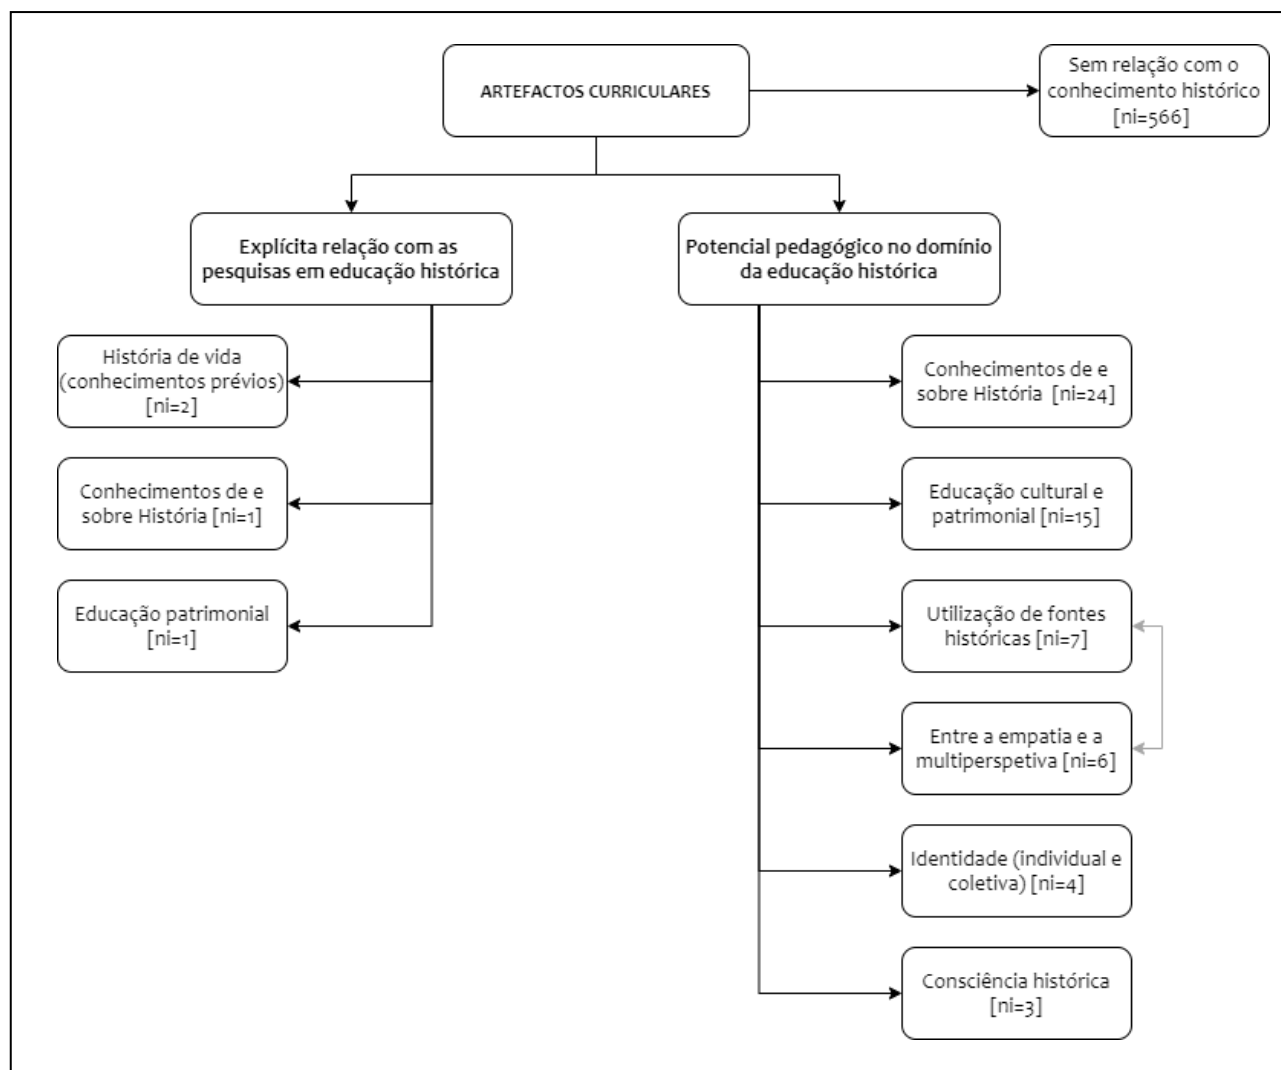 ARTEFACTOS CURRICULARES
Sem relação com o
conhecimento histórico
[ni=566]
Explícita relação com as
pesquisas em educação histórica
Potencial pedagógico no domínio
da educação histórica
História de vida
(conhecimentos prévios)
[ni=2]
Conhecimentos de e
sobre História [ni=1]
Educação patrimonial
[ni=1]
Conhecimentos de e
sobre História [ni=24]
Educação cultural e
patrimonial [ni=15]
Utilização de fontes
históricas [ni=7]
Entre a empatia e a
multiperspetiva [ni=6]
Identidade (individual e
coletiva) [ni=4]
Consciência histórica
[ni=3]